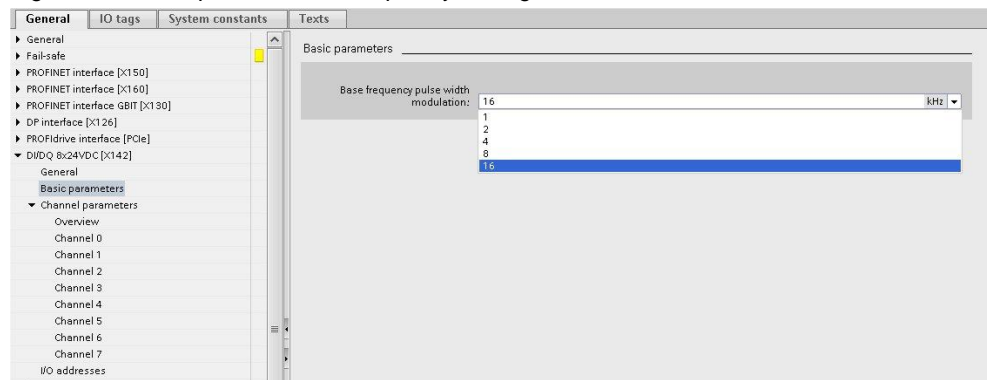 General IO tags System constants Texts
General
Fail-safe
PROFINET interface [X150]
PROFINET interface [X160]
PROFINET interface GBIT [X130]
DP interface [X126]
PROFIdrive interface [PCIe]
DI/DQ 8x24VDC [X142]
General
Basic parameters
Channel parameters
Overview
Channel 0
Channel 1
Channel 2
Channel 3
Channel 4
Channel 5
Channel 6
Channel 7
I/O addresses
Basic parameters
Base frequency pulse width
modulation: 16 kHz
1
2
4
8
16